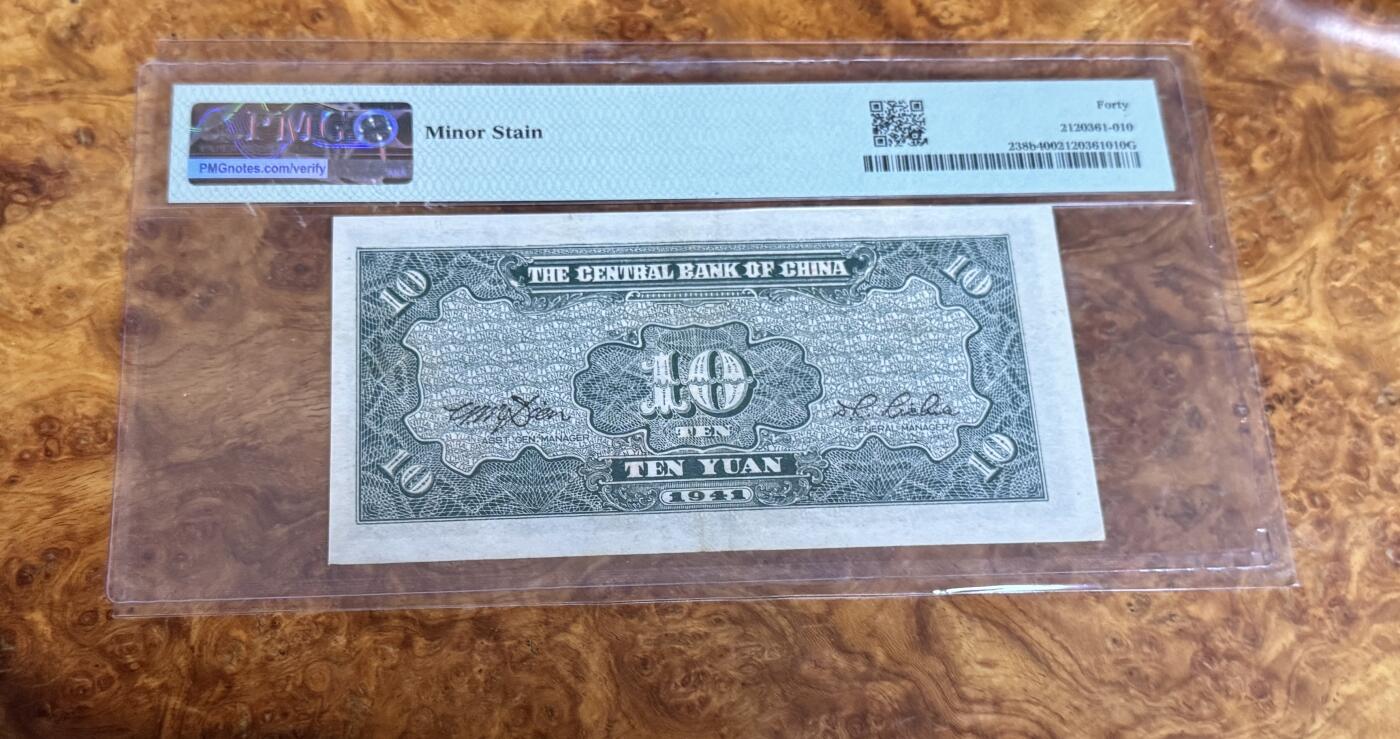 PMG
PMGnotes.com/verify
Minor Stain
Forty
2120361-010
238b4002120361010G
THE CENTRAL BANK OF CHINA
10
10
10
TEN
ASST. GEN. MANAGER
GENERAL MANAGER
10
10
TEN YUAN
1941